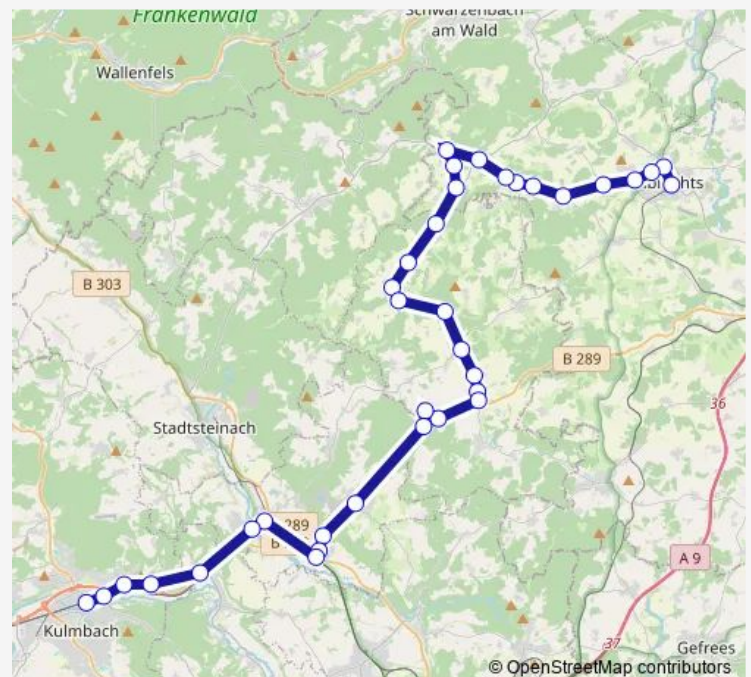 Frankenwald
Schwarzenbach
am Wald
Wallenfels
B 303
B 289
36
Stadtsteinach
289
B
A 9
Kulmbach
37
Gefrees
© OpenStreetMap contributors